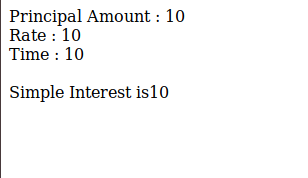 Principal Amount : 10
Rate : 10
Time : 10
Simple Interest is10